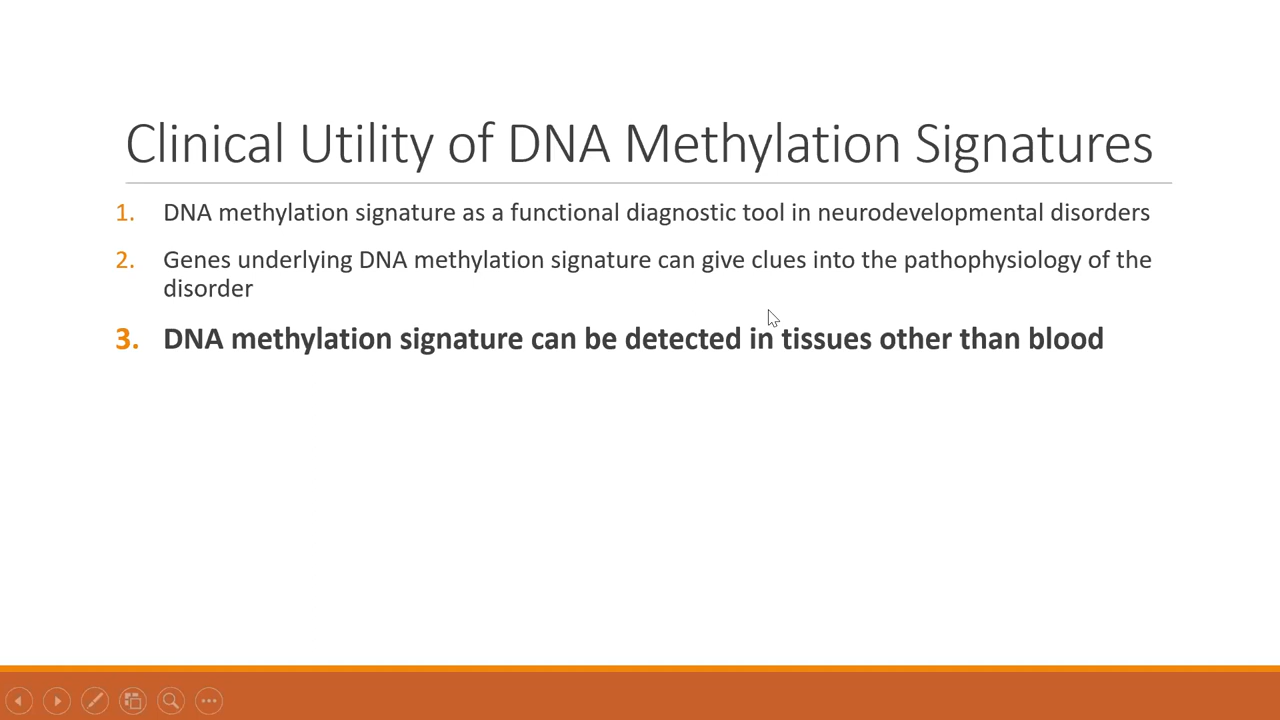 Clinical Utility of DNA Methylation Signatures
1. DNA methylation signature as a functional diagnostic tool in neurodevelopmental disorders
2. Genes underlying DNA methylation signature can give clues into the pathophysiology of the
disorder
3. DNA methylation signature can be detected in tissues other than blood